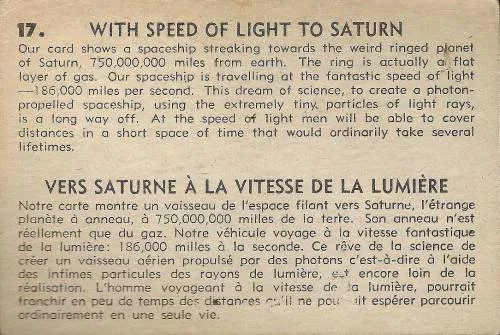 17. WITH SPEED OF LIGHT TO SATURN
Our card shows a spaceship streaking towards the weird ringed planet
of Saturn, 750,000,000 miles from earth. The ring is actually a flat
layer of gas. Our spaceship is travelling at the fantastic speed of light
—186,000 miles per second. This dream of science, to create a photon-
propelled spaceship, using the extremely tiny particles of light rays,
is a long way off. At the speed of light men will be able to cover
distances in a short space of time that would ordinarily take several
lifetimes.
VERS SATURNE À LA VITESSE DE LA LUMIÈRE
Notre carte montre un vaisseau de l'espace filant vers Saturne, l'étrange
planète à anneau, à 750,000,000 milles de la terre. Son anneau n'est
réellement que du gaz. Notre véhicule voyage à la vitesse fantastique
de la lumière: 186,000 milles à la seconde. Ce rêve de la science de
créer un vaisseau aérien propulsé par des photons c'est-à-dire à l'aide
des infimes particules des rayons de lumière, est encore loin de la
réalisation. L'homme voyageant à la vitesse de la lumière, pourrait
franchir en peu de temps des distances qu'il ne pouvait espérer parcourir
ordinairement en une seule vie.